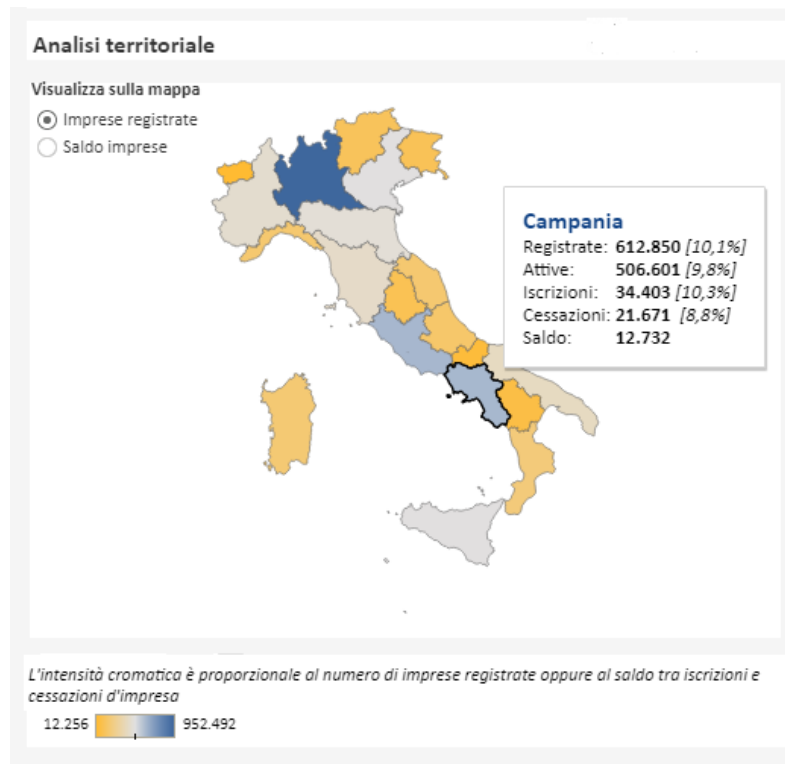 Analisi territoriale
Visualizza sulla mappa
Imprese registrate
Saldo imprese
Campania
Registrate: 612.850 [10,1%]
Attive: 506.601 [9,8%]
Iscrizioni: 34.403 [10,3%]
Cessazioni: 21.671 [8,8%]
Saldo: 12.732
L'intensità cromatica è proporzionale al numero di imprese registrate oppure al saldo tra iscrizioni e
cessazioni d'impresa
12.256 952.492